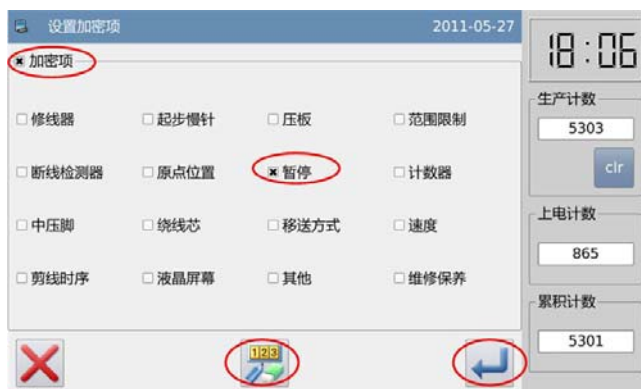 设置加密项 2011-05-27
18:06
加密项
修线器 起步慢针 压板 范围限制
断线检测器 原点位置 暂停 计数器
中压脚 绕线芯 移送方式 速度
剪线时序 液晶屏幕 其他 维修保养
生产计数
5303
clr
上电计数
865
累积计数
5301
123